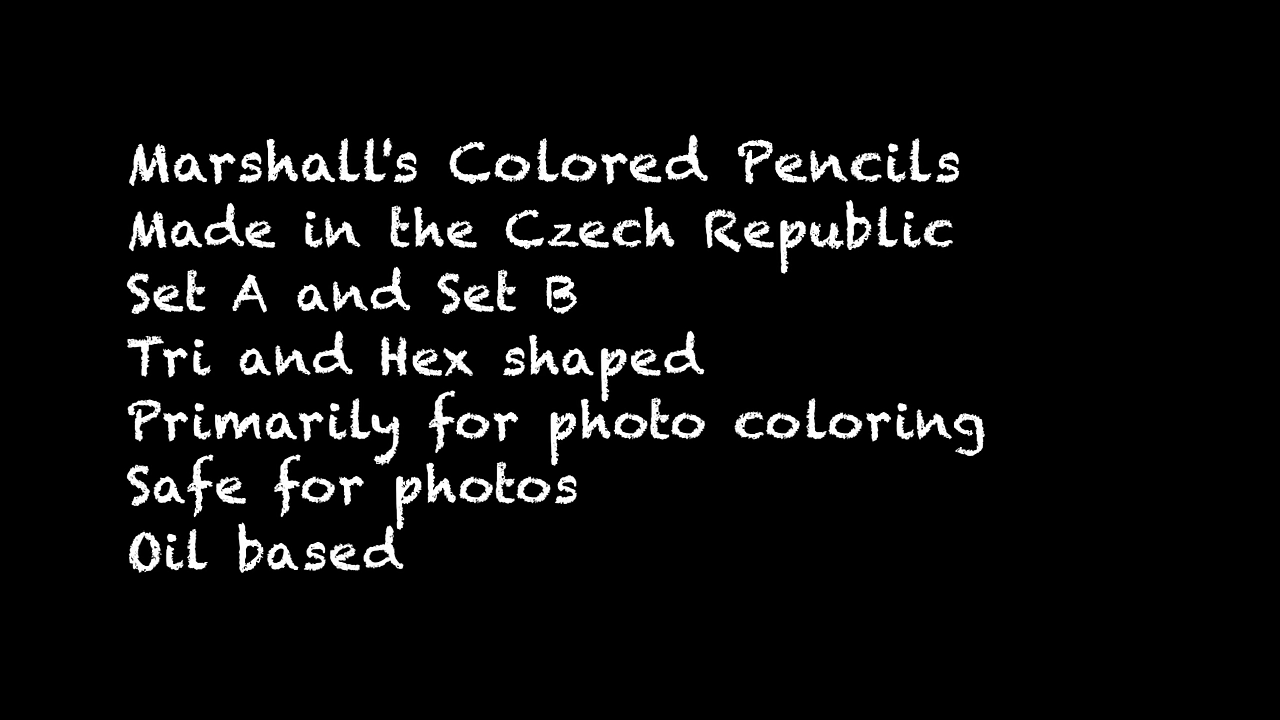 Marshall's Colored Pencils
Made in the Czech Republic
Set A and Set B
Tri and Hex shaped
Primarily for photo coloring
Safe for photos
Oil based